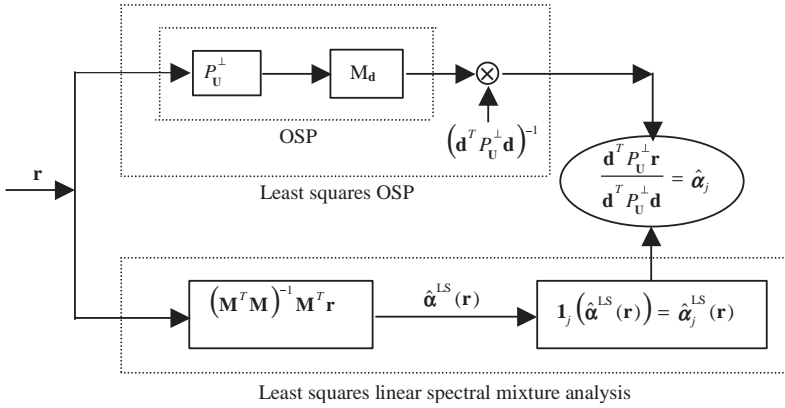 P_U^⊥
M_d
⊗
OSP
(d^T P_U^⊥ d)^{-1}
Least squares OSP
r
d^T P_U^⊥ r / d^T P_U^⊥ d = α̂_j
(M^T M)^{-1} M^T r
α̂^{LS}(r)
1_j(α̂^{LS}(r)) = α̂_j^{LS}(r)
Least squares linear spectral mixture analysis